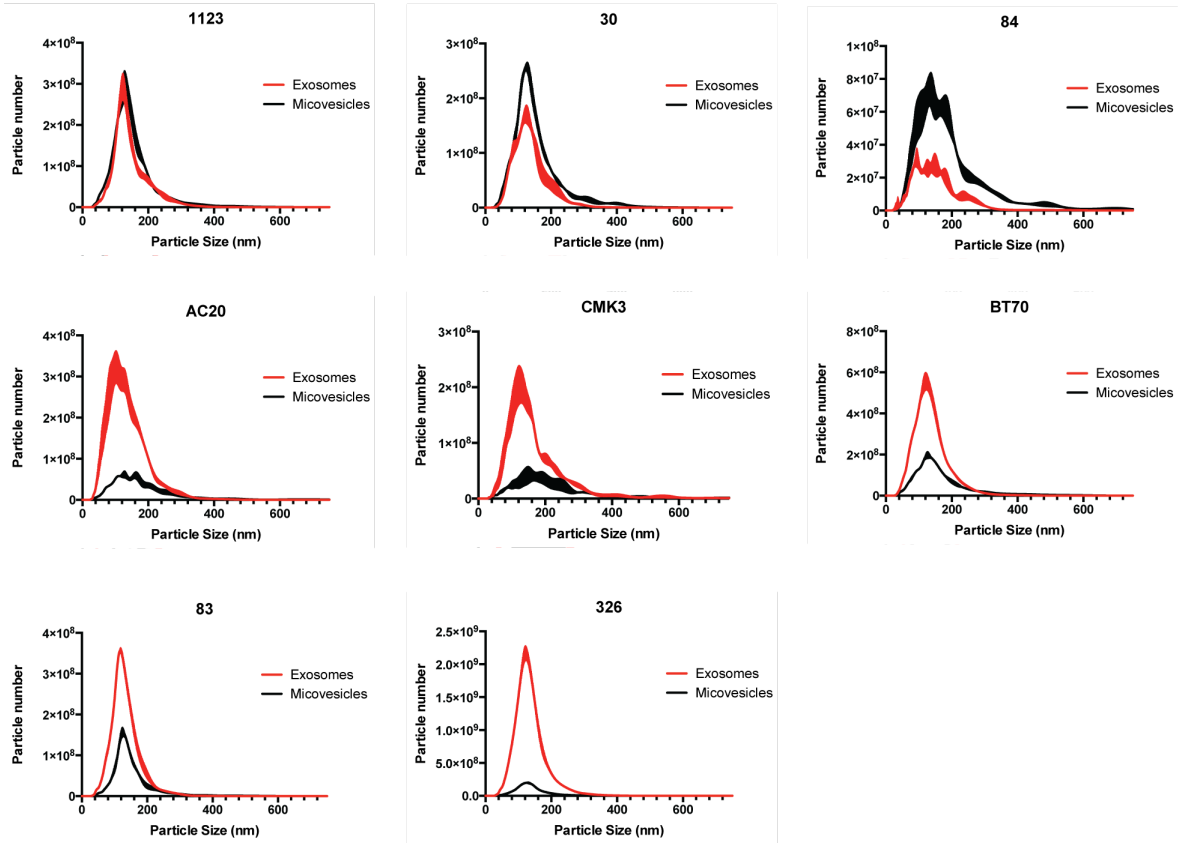 1123
Particle number
4×10⁸
3×10⁸
2×10⁸
1×10⁸
0
0 200 400 600
Particle Size (nm)
Exosomes
Micovesicles
30
Particle number
3×10⁸
2×10⁸
1×10⁸
0
0 200 400 600
Particle Size (nm)
Exosomes
Micovesicles
84
Particle number
1×10⁸
8×10⁷
6×10⁷
4×10⁷
2×10⁷
0
0 200 400 600
Particle Size (nm)
Exosomes
Micovesicles
AC20
Particle number
4×10⁸
3×10⁸
2×10⁸
1×10⁸
0
0 200 400 600
Particle Size (nm)
Exosomes
Micovesicles
CMK3
Particle number
3×10⁸
2×10⁸
1×10⁸
0
0 200 400 600
Particle Size (nm)
Exosomes
Micovesicles
BT70
Particle number
8×10⁸
6×10⁸
4×10⁸
2×10⁸
0
0 200 400 600
Particle Size (nm)
Exosomes
Micovesicles
83
Particle number
4×10⁸
3×10⁸
2×10⁸
1×10⁸
0
0 200 400 600
Particle Size (nm)
Exosomes
Micovesicles
326
Particle number
2.5×10⁹
2.0×10⁹
1.5×10⁹
1.0×10⁹
5.0×10⁸
0.0
0 200 400 600
Particle Size (nm)
Exosomes
Micovesicles